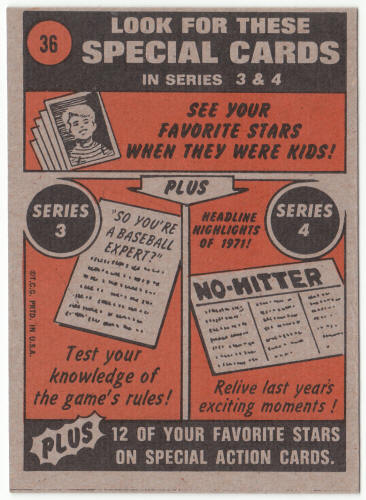 36
LOOK FOR THESE
SPECIAL CARDS
IN SERIES 3 & 4
SEE YOUR
FAVORITE STARS
WHEN THEY WERE KIDS!
PLUS
SERIES
3
"SO YOU'RE
A BASEBALL
EXPERT?"
HEADLINE
HIGHLIGHTS
OF 1971!
SERIES
4
NO-HITTER
Test your
knowledge of
the game's rules!
Relive last year's
exciting moments!
©T.C.G. PRTD. IN U.S.A.
PLUS
12 OF YOUR FAVORITE STARS
ON SPECIAL ACTION CARDS.